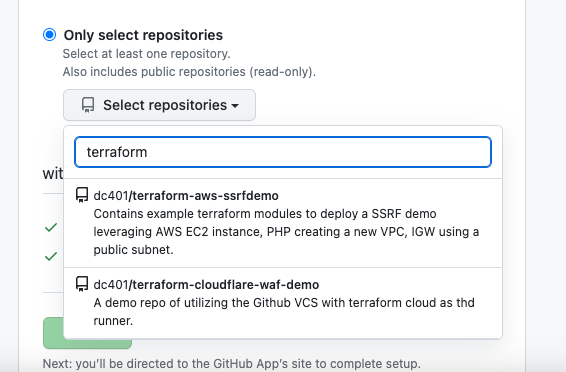 Only select repositories
Select at least one repository.
Also includes public repositories (read-only).
Select repositories
terraform
wit
dc401/terraform-aws-ssrfdemo
Contains example terraform modules to deploy a SSRF demo
leveraging AWS EC2 instance, PHP creating a new VPC, IGW using a
public subnet.
dc401/terraform-cloudflare-waf-demo
A demo repo of utilizing the Github VCS with terraform cloud as thd
runner.
Next: you'll be directed to the GitHub App's site to complete setup.